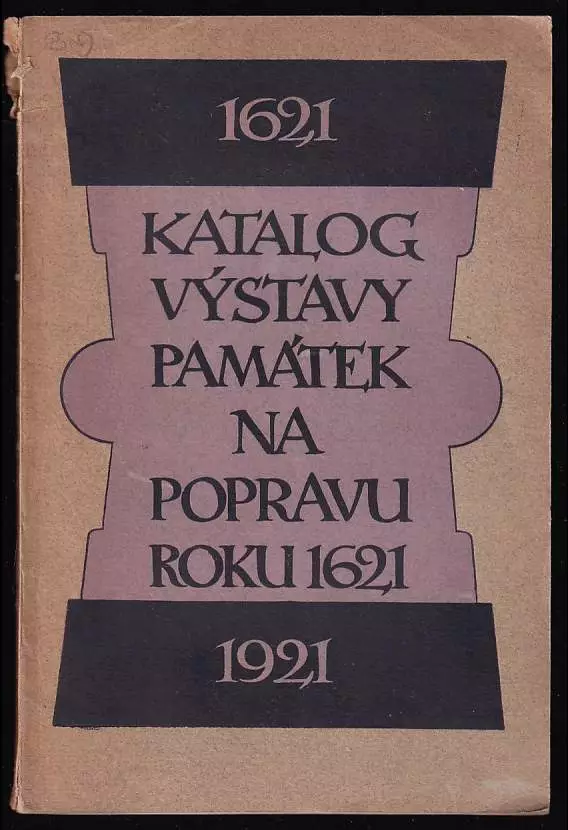 1621
KATALOG
VÝSTAVY
PAMÁTEK
NA
POPRAVU
ROKU 1621
1921